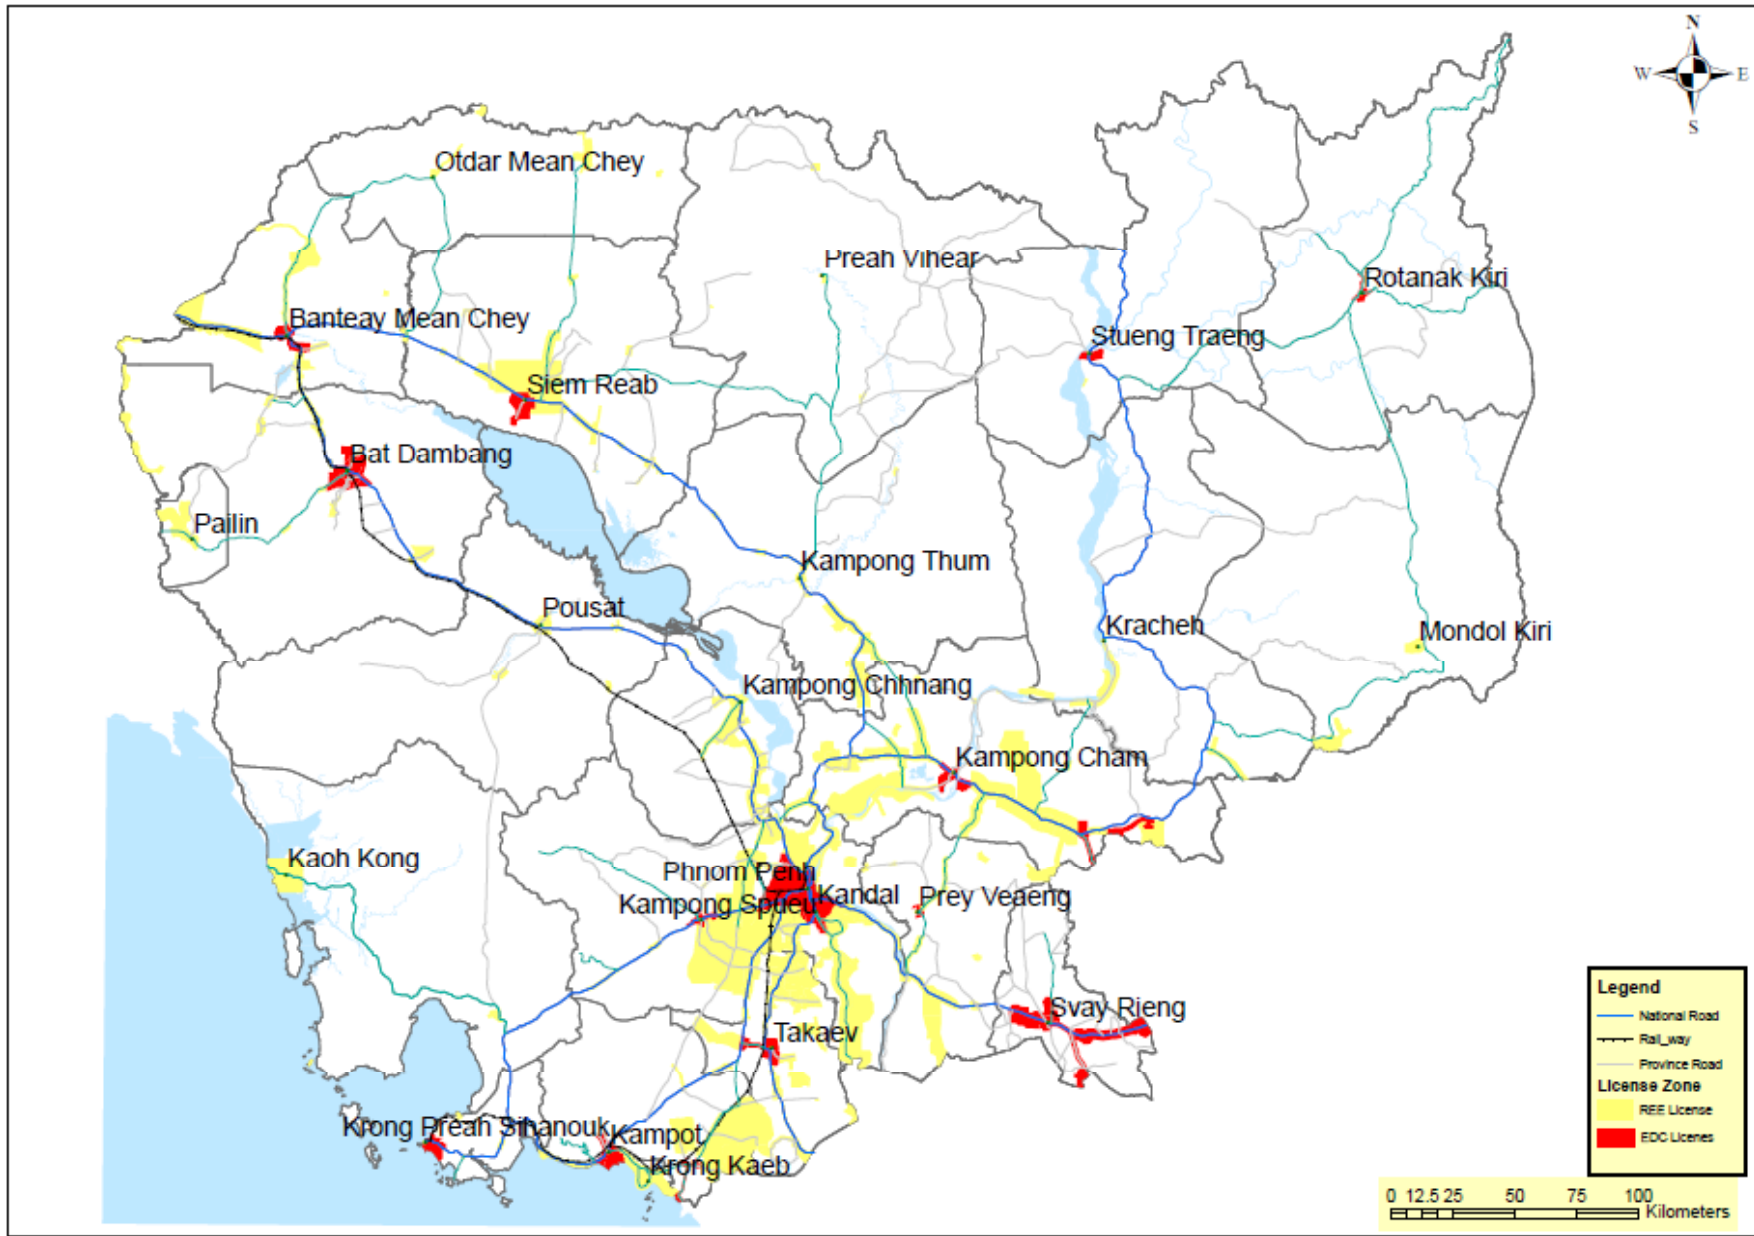 N
W E
S
Otdar Mean Chey
Preah Vihear
Rotanak Kiri
Banteay Mean Chey
Stueng Traeng
Siem Reab
Bat Dambang
Pailin
Kampong Thum
Pousat
Kracheh
Mondol Kiri
Kampong Chhnang
Kampong Cham
Kaoh Kong
Phnom Penh
Kampong Spueu
Kandal
Prey Veaeng
Svay Rieng
Takaev
Krong Preah Sihanouk
Kampot
Krong Kaeb
Legend
National Road
Rail_way
Province Road
License Zone
REE License
EDC Licenes
0 12.5 25 50 75 100
Kilometers